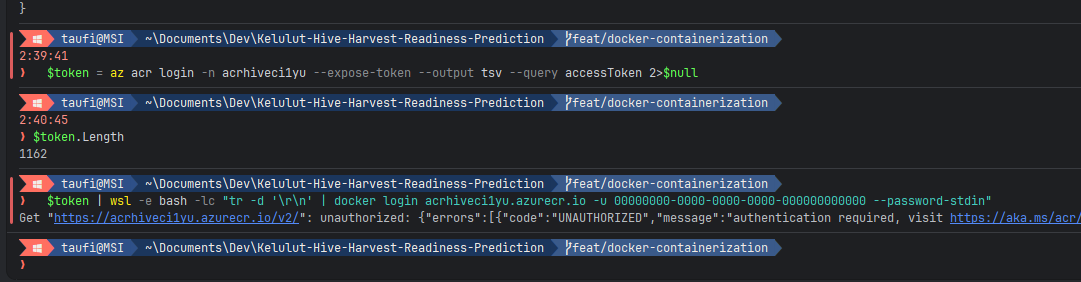 }
taufi@MSI ~\Documents\Dev\Kelulut-Hive-Harvest-Readiness-Prediction feat/docker-containerization
2:39:41
❯ $token = az acr login -n acrhiveci1yu --expose-token --output tsv --query accessToken 2>$null
taufi@MSI ~\Documents\Dev\Kelulut-Hive-Harvest-Readiness-Prediction feat/docker-containerization
2:40:45
❯ $token.Length
1162
taufi@MSI ~\Documents\Dev\Kelulut-Hive-Harvest-Readiness-Prediction feat/docker-containerization
❯ $token | wsl -e bash -lc "tr -d '\r\n' | docker login acrhiveci1yu.azurecr.io -u 00000000-0000-0000-0000-000000000000 --password-stdin"
Get "https://acrhiveci1yu.azurecr.io/v2/": unauthorized: {"errors":[{"code":"UNAUTHORIZED","message":"authentication required, visit https://aka.ms/acr/
taufi@MSI ~\Documents\Dev\Kelulut-Hive-Harvest-Readiness-Prediction feat/docker-containerization
❯